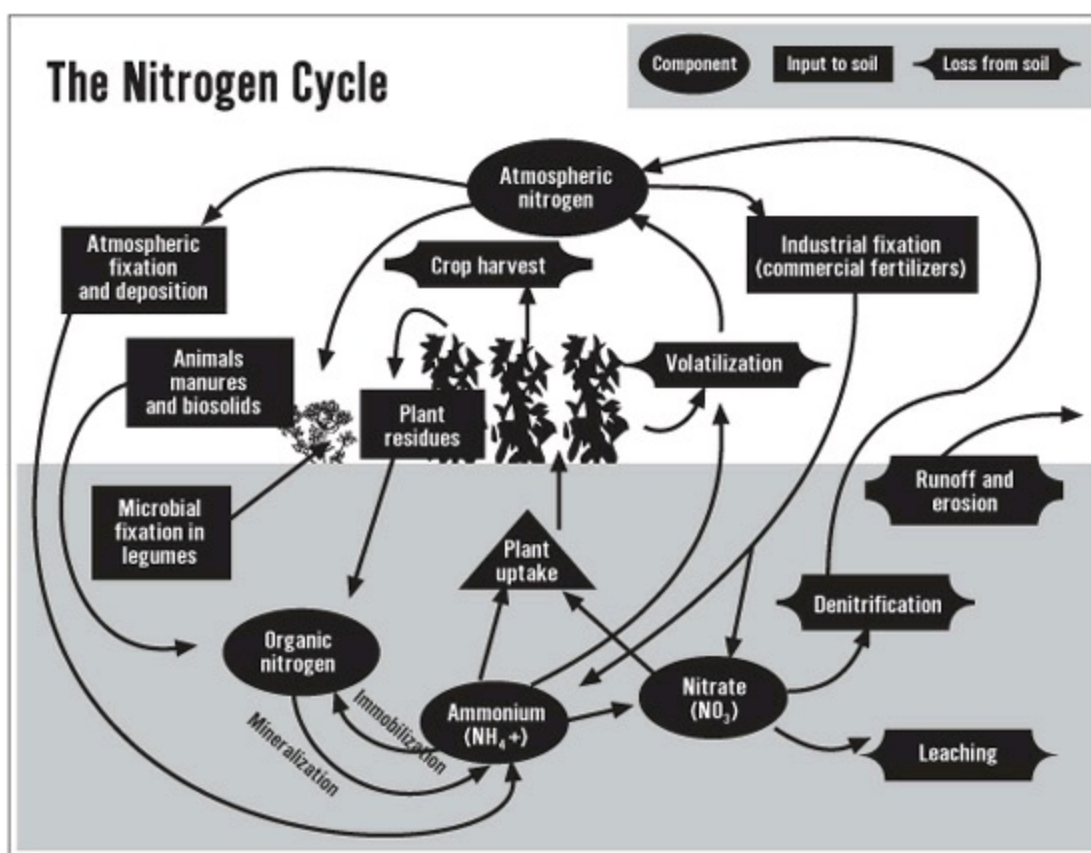 The Nitrogen Cycle
Component
Input to soil
Loss from soil
Atmospheric
nitrogen
Atmospheric
fixation
and deposition
Crop harvest
Industrial fixation
(commercial fertilizers)
Animals
manures
and biosolids
Plant
residues
Volatilization
Microbial
fixation in
legumes
Runoff and
erosion
Plant
uptake
Denitrification
Organic
nitrogen
Ammonium
(NH₄+)
Nitrate
(NO₃)
Immobilization
Mineralization
Leaching